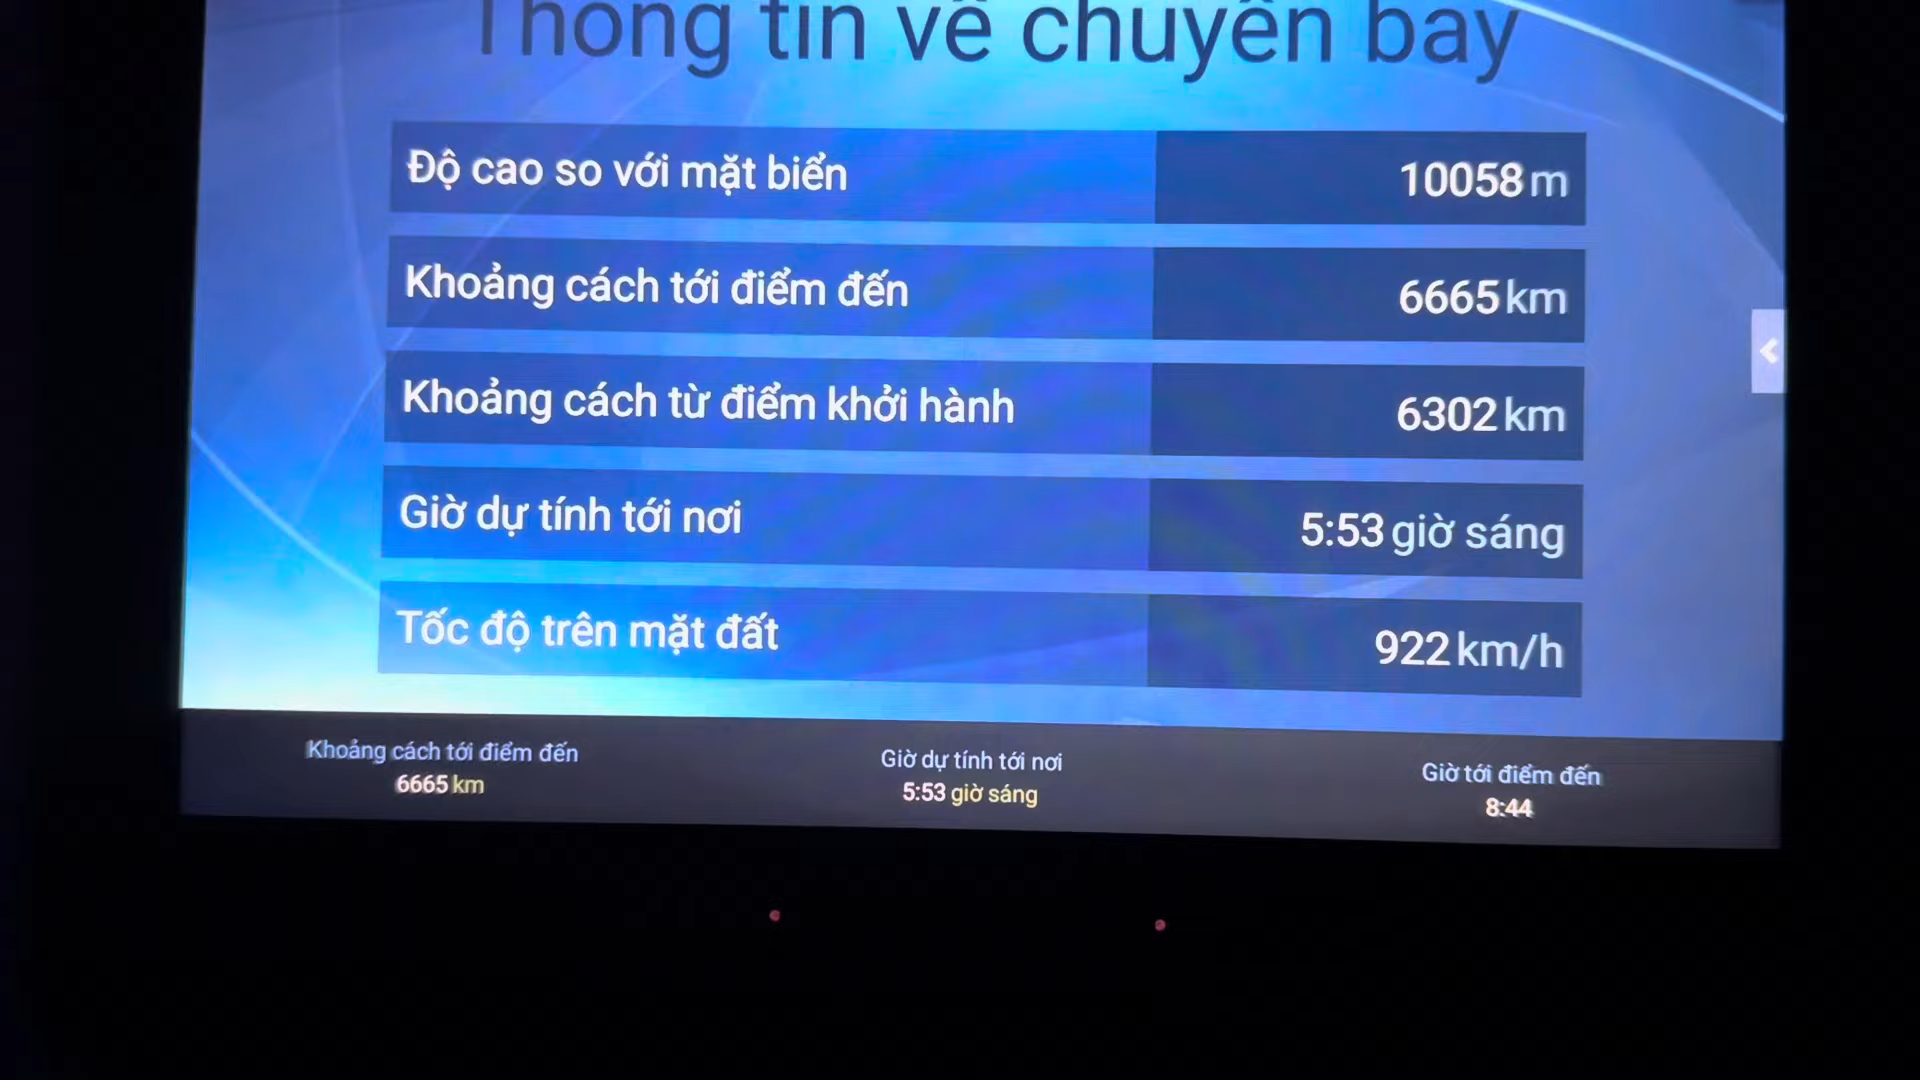 Thông tin về chuyến bay
Độ cao so với mặt biển 10058 m
Khoảng cách tới điểm đến 6665 km
Khoảng cách từ điểm khởi hành 6302 km
Giờ dự tính tới nơi 5:53 giờ sáng
Tốc độ trên mặt đất 922 km/h
Khoảng cách tới điểm đến Giờ dự tính tới nơi Giờ tới điểm đến
6665 km 5:53 giờ sáng 8:44